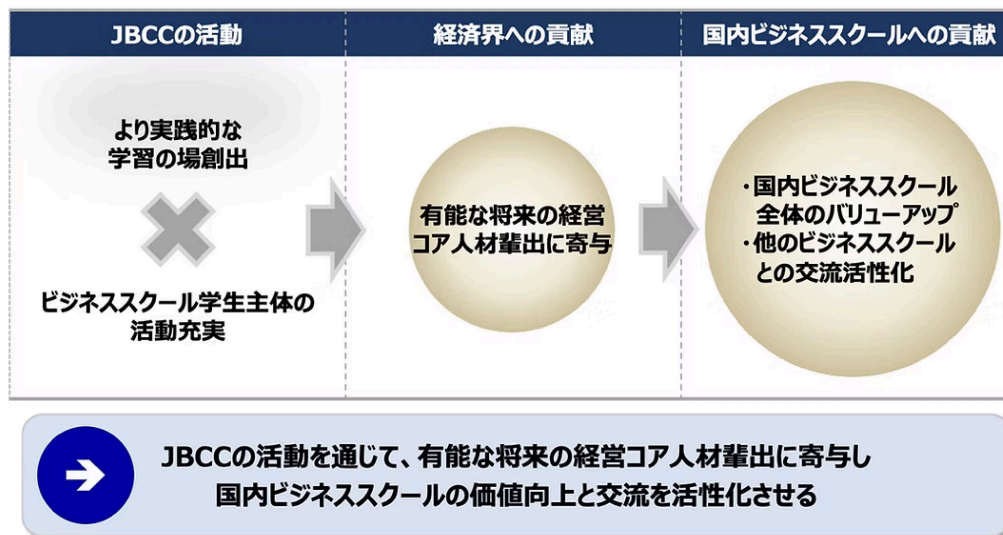 JBCCの活動
経済界への貢献
国内ビジネススクールへの貢献
より実践的な
学習の場創出
ビジネススクール学生主体の
活動充実
有能な将来の経営
コア人材輩出に寄与
・国内ビジネススクール
全体のバリューアップ
・他のビジネススクール
との交流活性化
JBCCの活動を通じて、有能な将来の経営コア人材輩出に寄与し
国内ビジネススクールの価値向上と交流を活性化させる